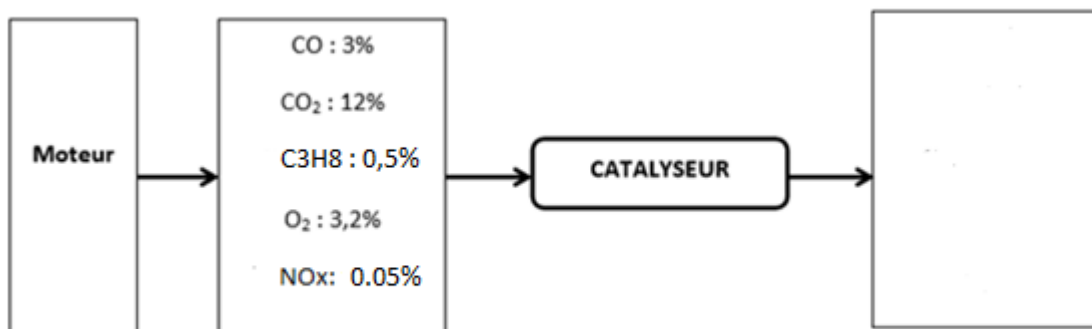 Moteur
CO : 3%
CO₂ : 12%
C3H8 : 0,5%
O₂ : 3,2%
NOx: 0.05%
CATALYSEUR